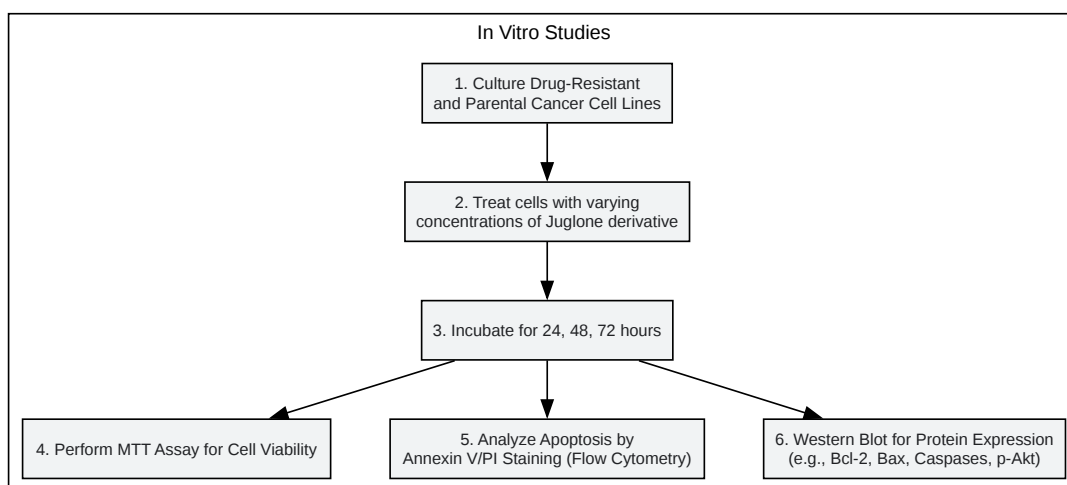 In Vitro Studies
1. Culture Drug-Resistant
and Parental Cancer Cell Lines
2. Treat cells with varying
concentrations of Juglone derivative
3. Incubate for 24, 48, 72 hours
4. Perform MTT Assay for Cell Viability
5. Analyze Apoptosis by
Annexin V/PI Staining (Flow Cytometry)
6. Western Blot for Protein Expression
(e.g., Bcl-2, Bax, Caspases, p-Akt)